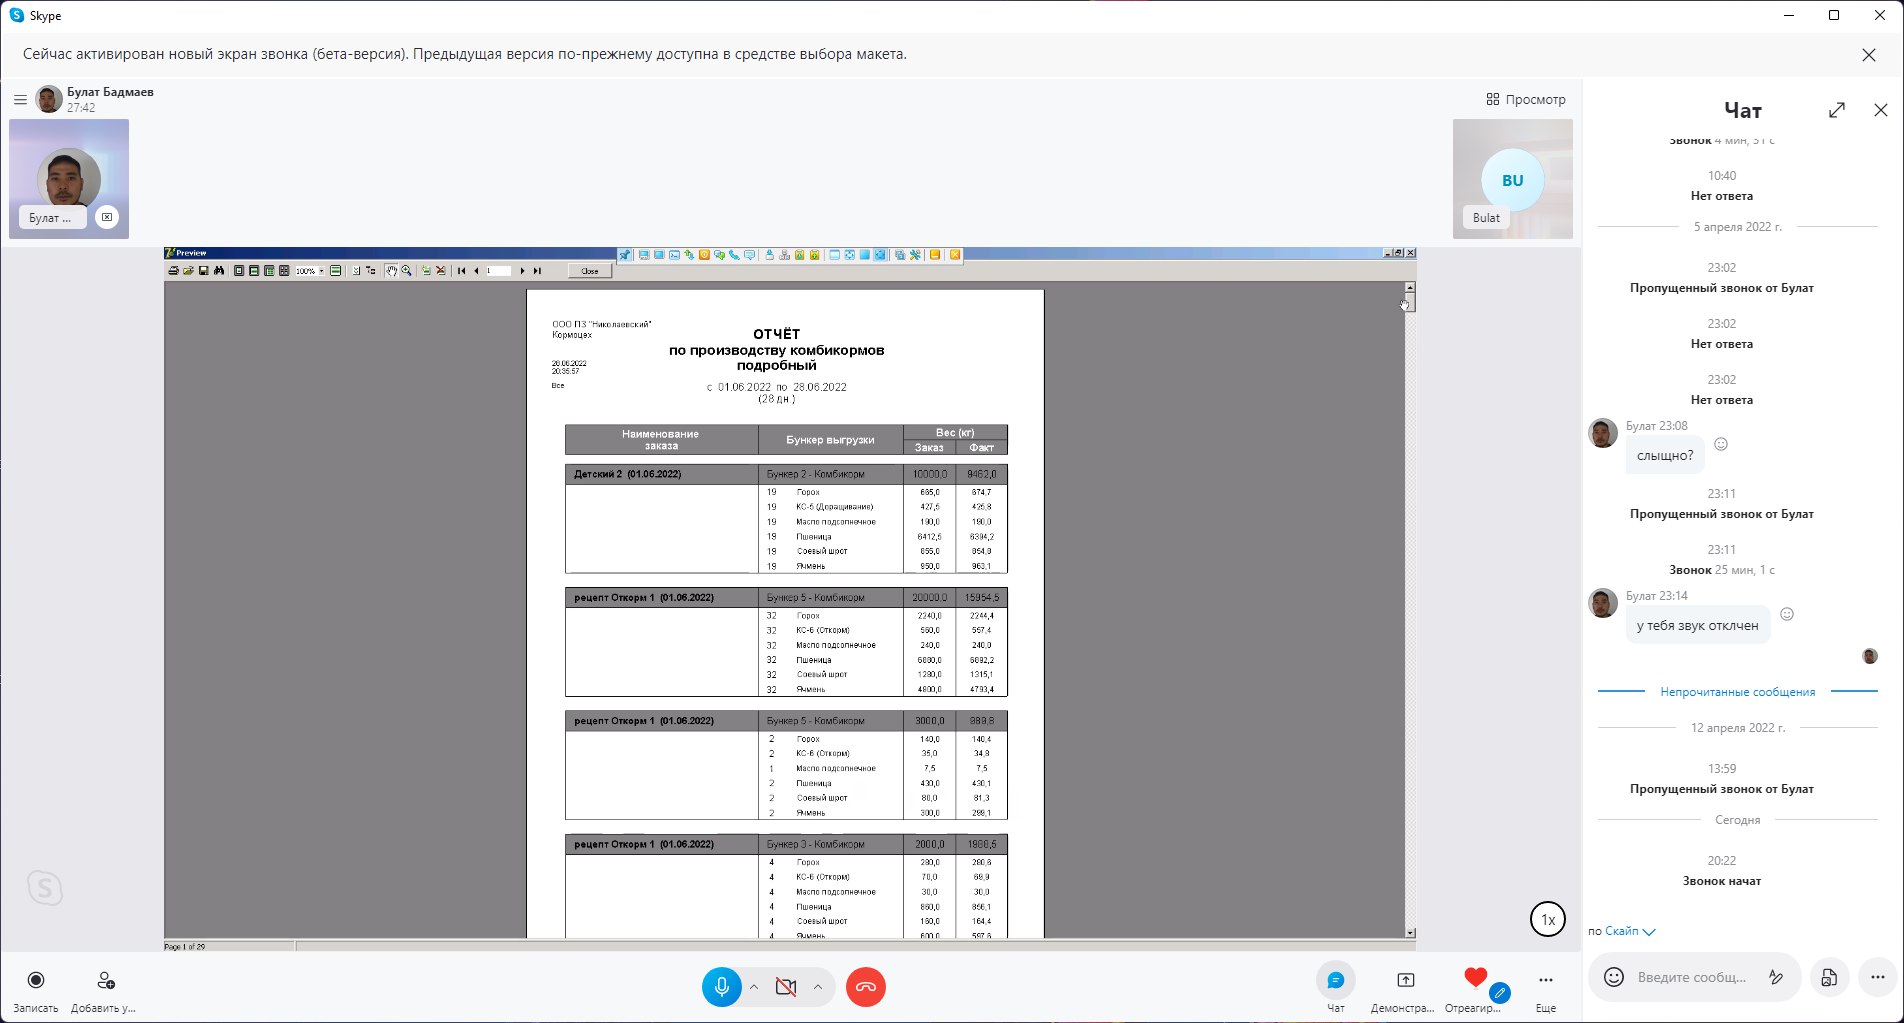 Skype
Сейчас активирован новый экран звонка (бета-версия). Предыдущая версия по-прежнему доступна в средстве выбора макета.
Булат Бадмаев
27:42
Просмотр
Булат ...
BU
Bulat
Preview
100%
1
Close
ООО ПЗ "Николаевский"
Кормоцех
ОТЧЁТ
по производству комбикормов
подробный
28.06.2022
20:35:57
Все
с 01.06.2022 по 28.06.2022
(28 дн.)
Наименование заказа Бункер выгрузки Вес (кг)
Заказ Факт
Детский 2 (01.06.2022) Бункер 2 - Комбикорм 10000,0 9462,0
19 Горох 665,0 674,7
19 КС-5 (Доращивание) 427,5 425,8
19 Масло подсолнечное 190,0 190,0
19 Пшеница 6412,5 6394,2
19 Соевый шрот 855,0 854,8
19 Ячмень 950,0 963,1
рецепт Откорм 1 (01.06.2022) Бункер 5 - Комбикорм 20000,0 15954,5
32 Горох 2240,0 2244,4
32 КС-6 (Откорм) 560,0 557,4
32 Масло подсолнечное 240,0 240,0
32 Пшеница 6880,0 6892,2
32 Соевый шрот 1280,0 1315,1
32 Ячмень 4800,0 4793,4
рецепт Откорм 1 (01.06.2022) Бункер 5 - Комбикорм 3000,0 989,8
2 Горох 140,0 140,4
2 КС-6 (Откорм) 35,0 34,8
1 Масло подсолнечное 7,5 7,5
2 Пшеница 430,0 430,1
2 Соевый шрот 80,0 81,3
2 Ячмень 300,0 299,1
рецепт Откорм 1 (01.06.2022) Бункер 3 - Комбикорм 2000,0 1980,5
4 Горох 280,0 280,6
4 КС-6 (Откорм) 70,0 69,9
4 Масло подсолнечное 30,0 30,0
4 Пшеница 860,0 856,1
4 Соевый шрот 160,0 164,4
4 Ячмень 600,0 597,6
Page 1 of 29
1x
Записать
Добавить у...
Чат
Демонстра...
Отреагир...
Еще
Чат
Звонок 4 мин, 31 с
10:40
Нет ответа
5 апреля 2022 г.
23:02
Пропущенный звонок от Булат
23:02
Нет ответа
23:02
Нет ответа
Булат 23:08
слыщно?
23:11
Пропущенный звонок от Булат
23:11
Звонок 25 мин, 1 с
Булат 23:14
у тебя звук отклчен
Непрочитанные сообщения
12 апреля 2022 г.
13:59
Пропущенный звонок от Булат
Сегодня
20:22
Звонок начат
по Скайп
Введите сообщ...